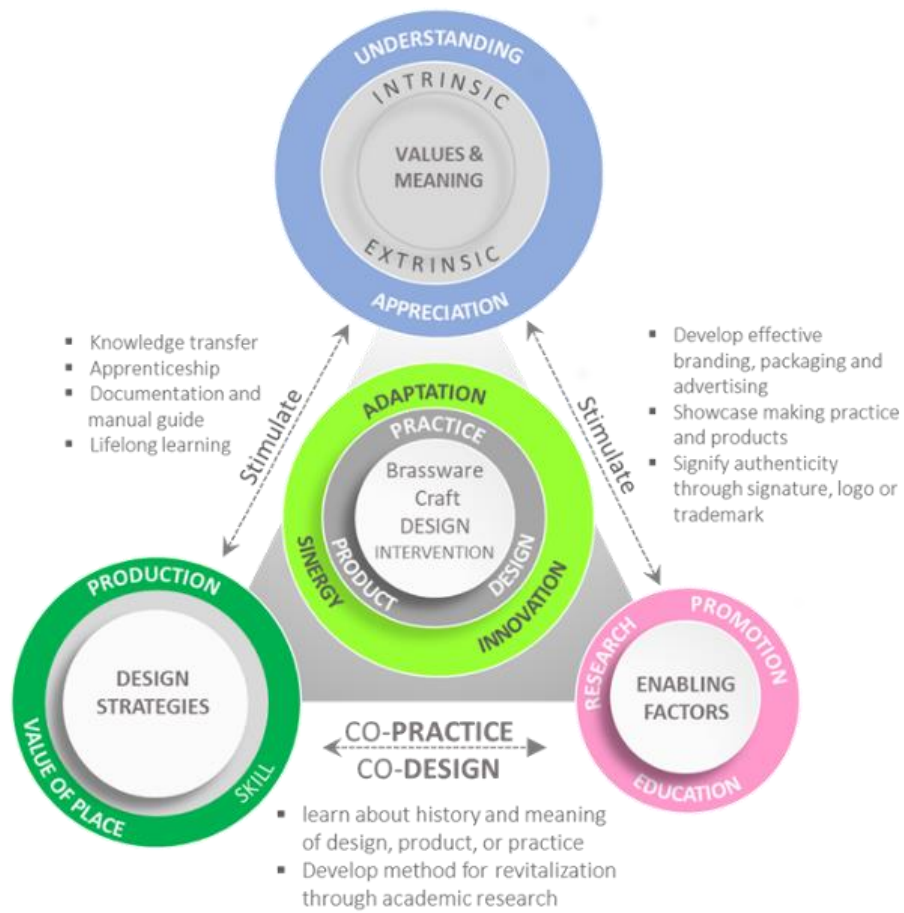 UNDERSTANDING
INTRINSIC
VALUES &
MEANING
EXTRINSIC
APPRECIATION
▪ Knowledge transfer
▪ Apprenticeship
▪ Documentation and
manual guide
▪ Lifelong learning
Stimulate
Stimulate
▪ Develop effective
branding, packaging and
advertising
▪ Showcase making practice
and products
▪ Signify authenticity
through signature, logo or
trademark
ADAPTATION
PRACTICE
Brassware
Craft
DESIGN
INTERVENTION
PRODUCT
DESIGN
SINERGY
INNOVATION
PRODUCTION
DESIGN
STRATEGIES
VALUE OF PLACE
SKILL
RESEARCH
PROMOTION
ENABLING
FACTORS
EDUCATION
CO-PRACTICE
CO-DESIGN
▪ learn about history and meaning
of design, product, or practice
▪ Develop method for revitalization
through academic research